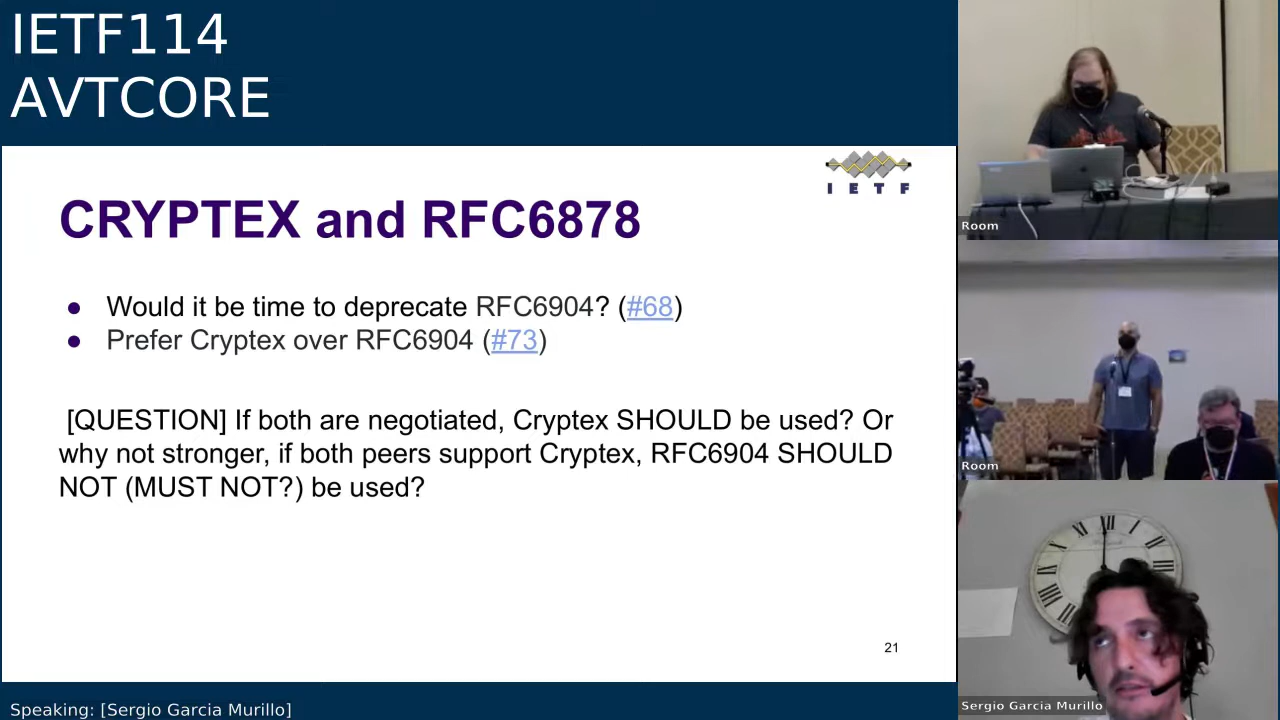 IETF114
AVTCORE
I E T F
CRYPTEX and RFC6878
● Would it be time to deprecate RFC6904? (#68)
● Prefer Cryptex over RFC6904 (#73)
[QUESTION] If both are negotiated, Cryptex SHOULD be used? Or
why not stronger, if both peers support Cryptex, RFC6904 SHOULD
NOT (MUST NOT?) be used?
21
Speaking: [Sergio Garcia Murillo]
Room
Room
XII
Sergio Garcia Murillo